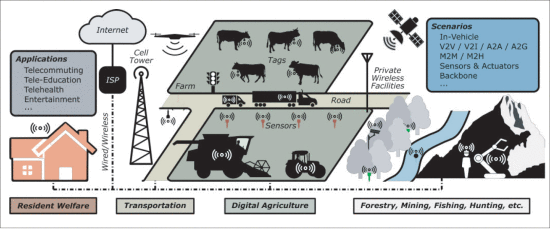 Internet
Applications
Telecommuting
Tele-Education
Telehealth
Entertainment
...
ISP
Cell
Tower
Wired/Wireless
Tags
Farm
Road
Sensors
Private
Wireless
Facilities
Scenarios
In-Vehicle
V2V / V2I / A2A / A2G
M2M / M2H
Sensors & Actuators
Backbone
...
Resident Welfare
Transportation
Digital Agriculture
Forestry, Mining, Fishing, Hunting, etc.